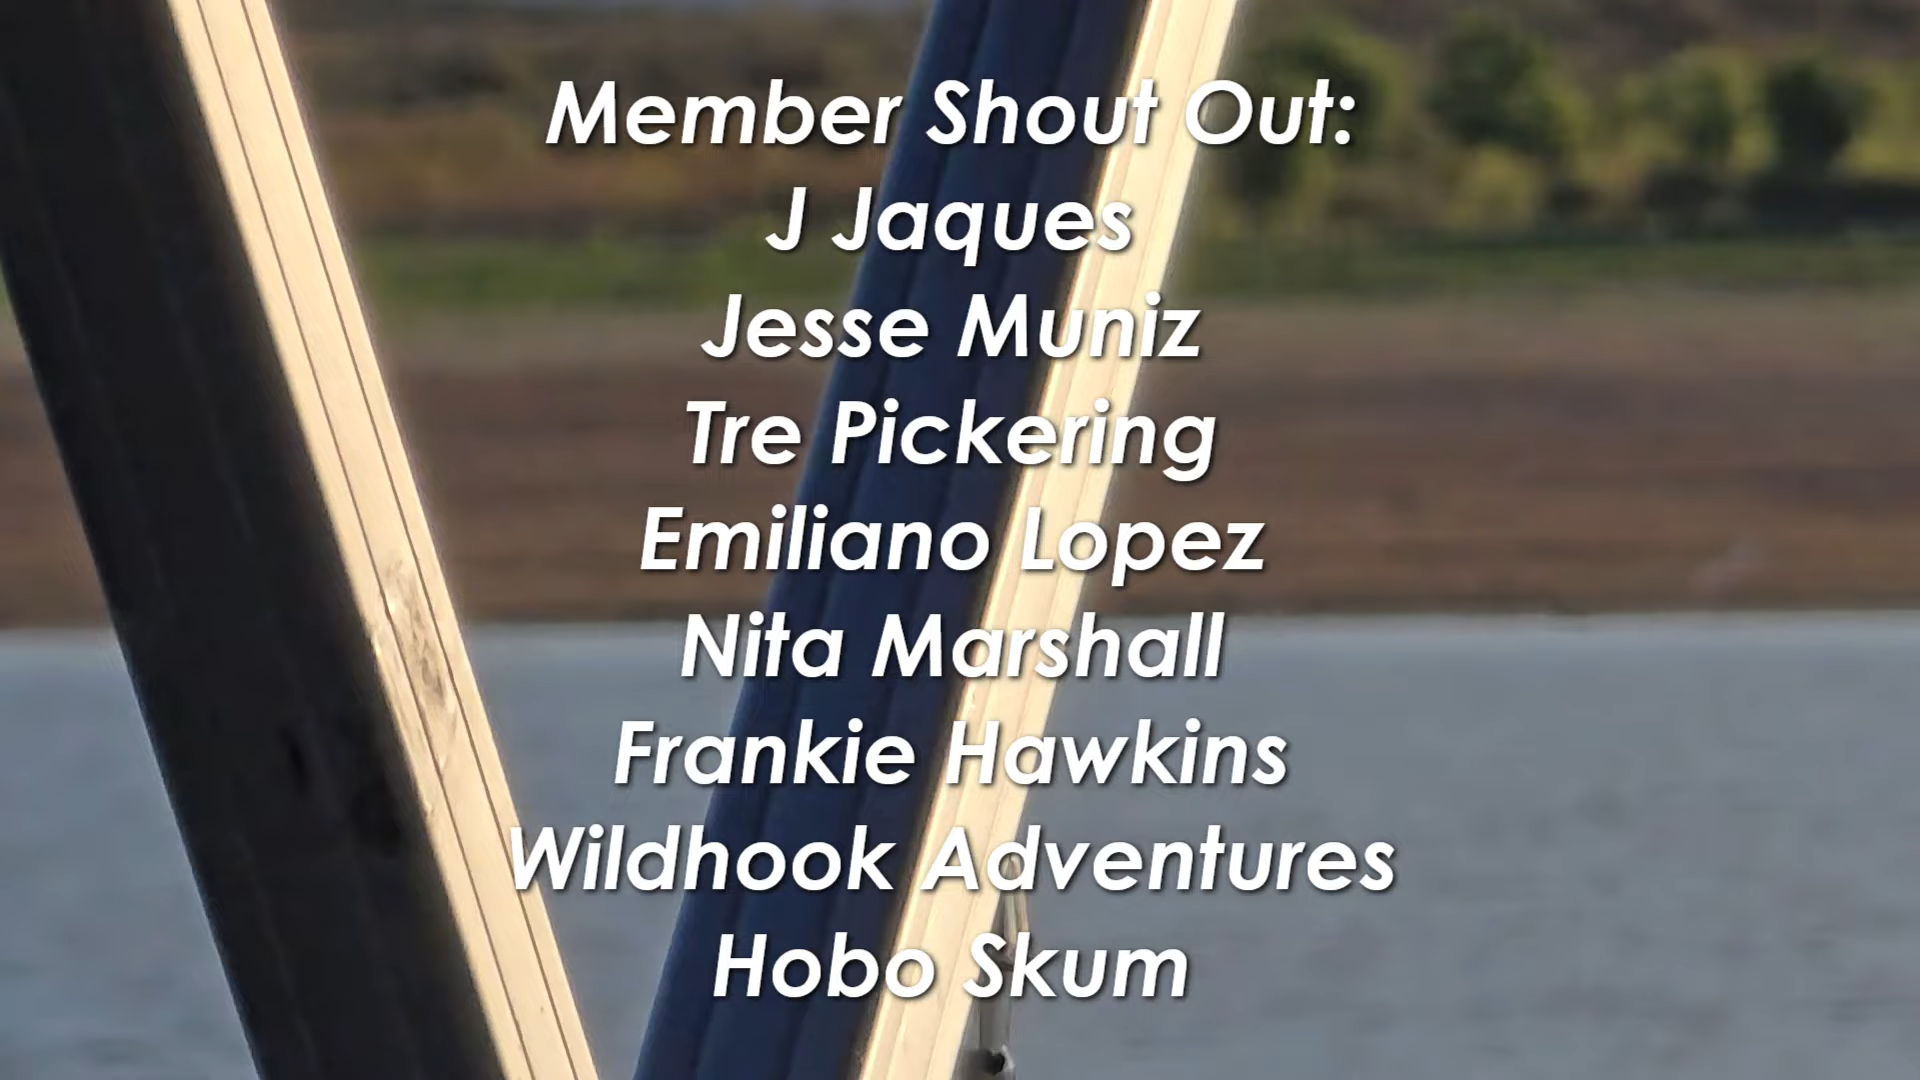 Member Shout Out:
J Jaques
Jesse Muniz
Tre Pickering
Emiliano Lopez
Nita Marshall
Frankie Hawkins
Wildhook Adventures
Hobo Skum